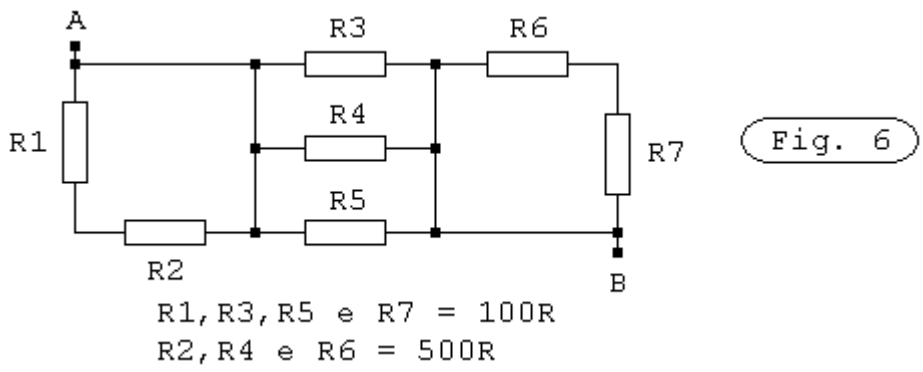 A
R3
R6
R1
R4
R7
Fig. 6
R5
R2
B
R1,R3,R5 e R7 = 100R
R2,R4 e R6 = 500R